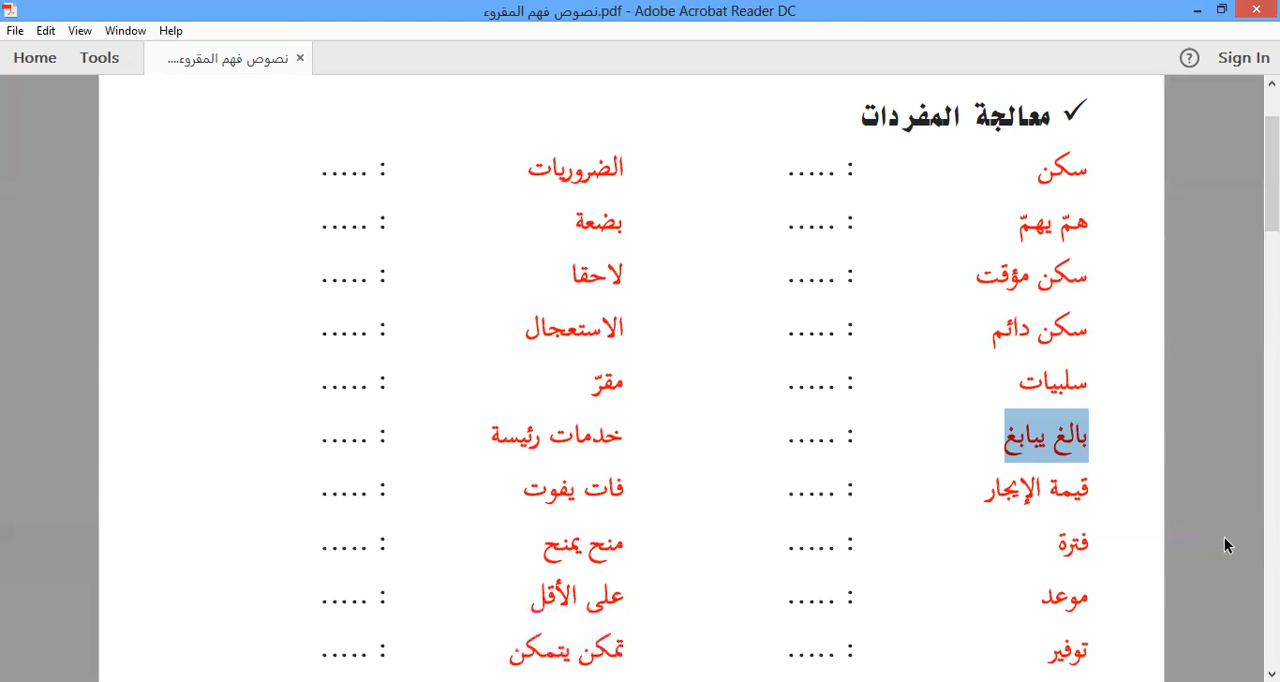 نصوص فهم المقروء.pdf - Adobe Acrobat Reader DC
File Edit View Window Help
Home Tools نصوص فهم المقروء.... × ? Sign In
✓ معالجة المفردات
سكن : ..... الضروريات : .....
همّ يهمّ : ..... بضعة : .....
سكن مؤقت : ..... لاحقا : .....
سكن دائم : ..... الاستعجال : .....
سلبيات : ..... مقرّ : .....
بالغ يبابغ : ..... خدمات رئيسة : .....
قيمة الإيجار : ..... فات يفوت : .....
فترة : ..... منح يمنح : .....
موعد : ..... على الأقل : .....
توفير : ..... تمكن يتمكن : .....